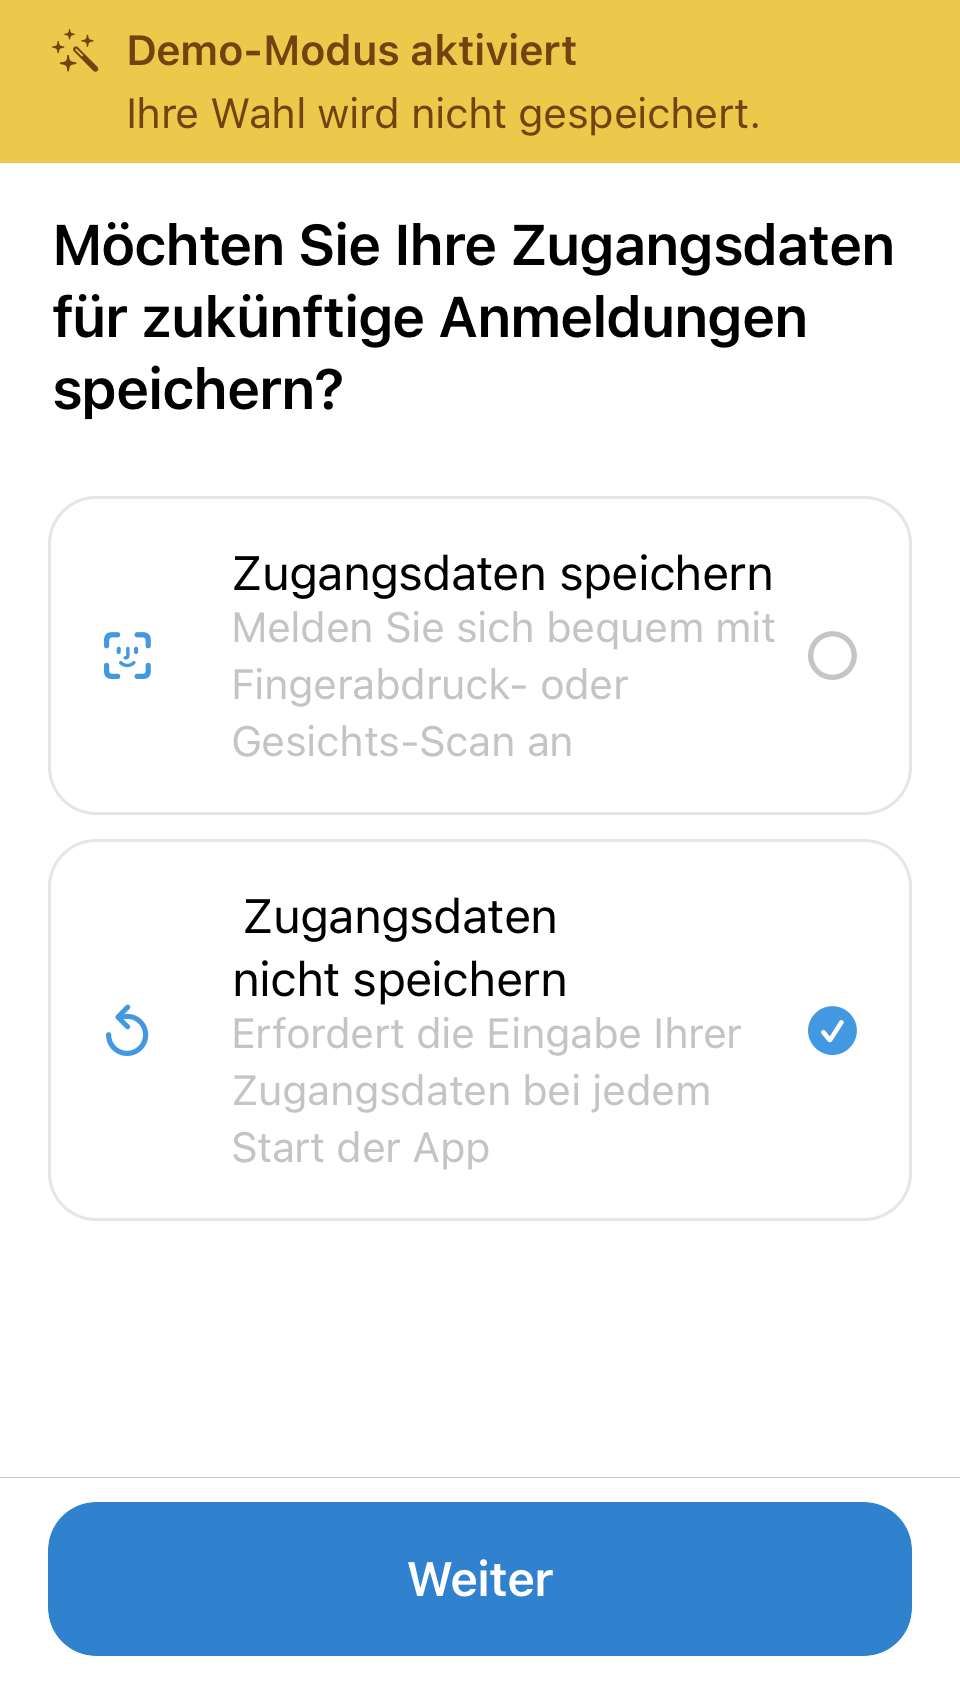 Demo-Modus aktiviert
Ihre Wahl wird nicht gespeichert.
Möchten Sie Ihre Zugangsdaten
für zukünftige Anmeldungen
speichern?
Zugangsdaten speichern
Melden Sie sich bequem mit
Fingerabdruck- oder
Gesichts-Scan an
Zugangsdaten
nicht speichern
Erfordert die Eingabe Ihrer
Zugangsdaten bei jedem
Start der App
Weiter